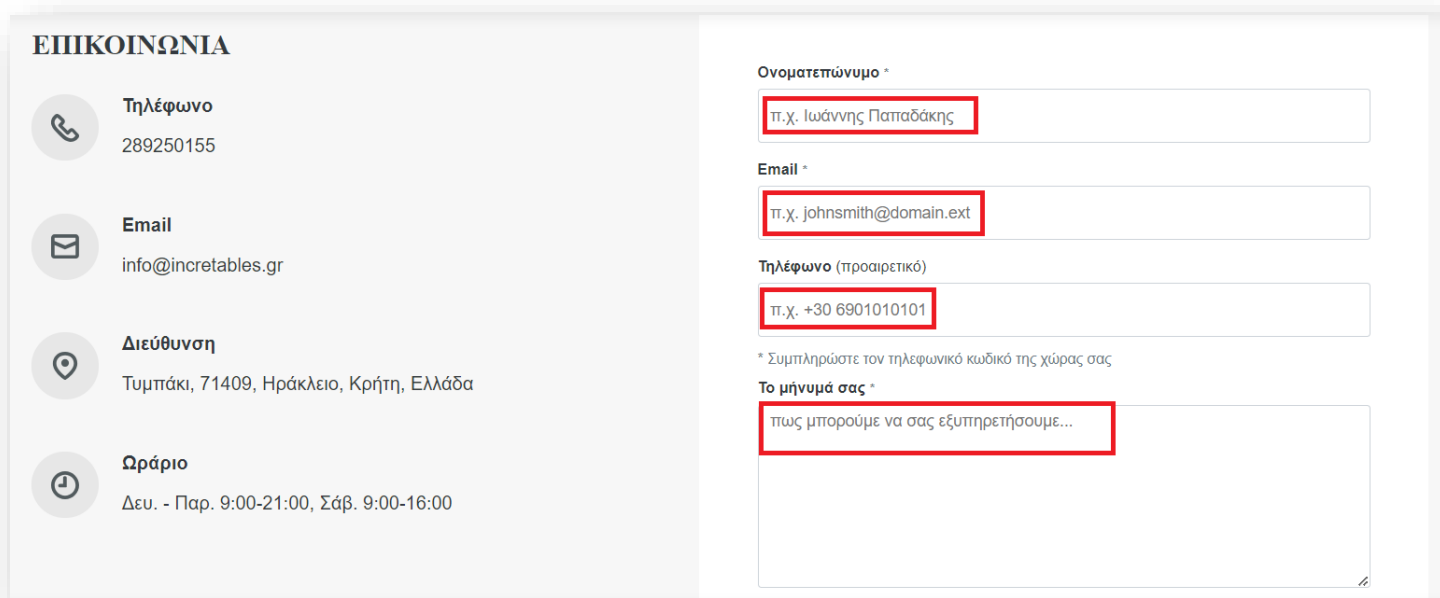 ΕΠΙΚΟΙΝΩΝΙΑ
Τηλέφωνο
289250155
Email
info@incretables.gr
Διεύθυνση
Τυμπάκι, 71409, Ηράκλειο, Κρήτη, Ελλάδα
Ωράριο
Δευ. - Παρ. 9:00-21:00, Σάβ. 9:00-16:00
Ονοματεπώνυμο *
π.χ. Ιωάννης Παπαδάκης
Email *
π.χ. johnsmith@domain.ext
Τηλέφωνο (προαιρετικό)
π.χ. +30 6901010101
* Συμπληρώστε τον τηλεφωνικό κωδικό της χώρας σας
Το μήνυμά σας *
πως μπορούμε να σας εξυπηρετήσουμε...